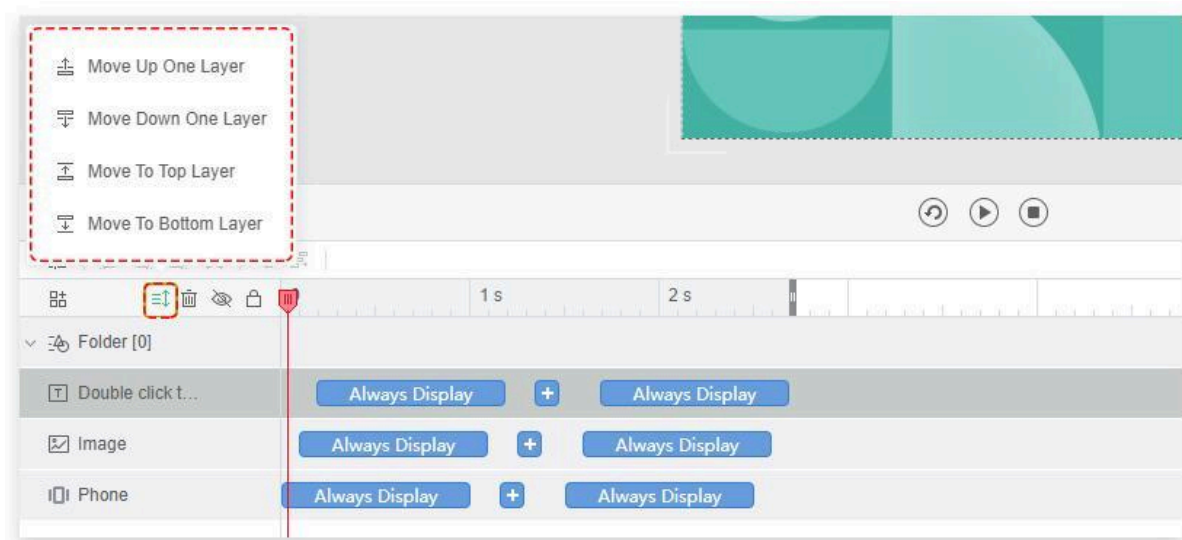 Move Up One Layer
Move Down One Layer
Move To Top Layer
Move To Bottom Layer
1 s
2 s
Folder [0]
Double click t...
Always Display
Always Display
Image
Always Display
Always Display
Phone
Always Display
Always Display